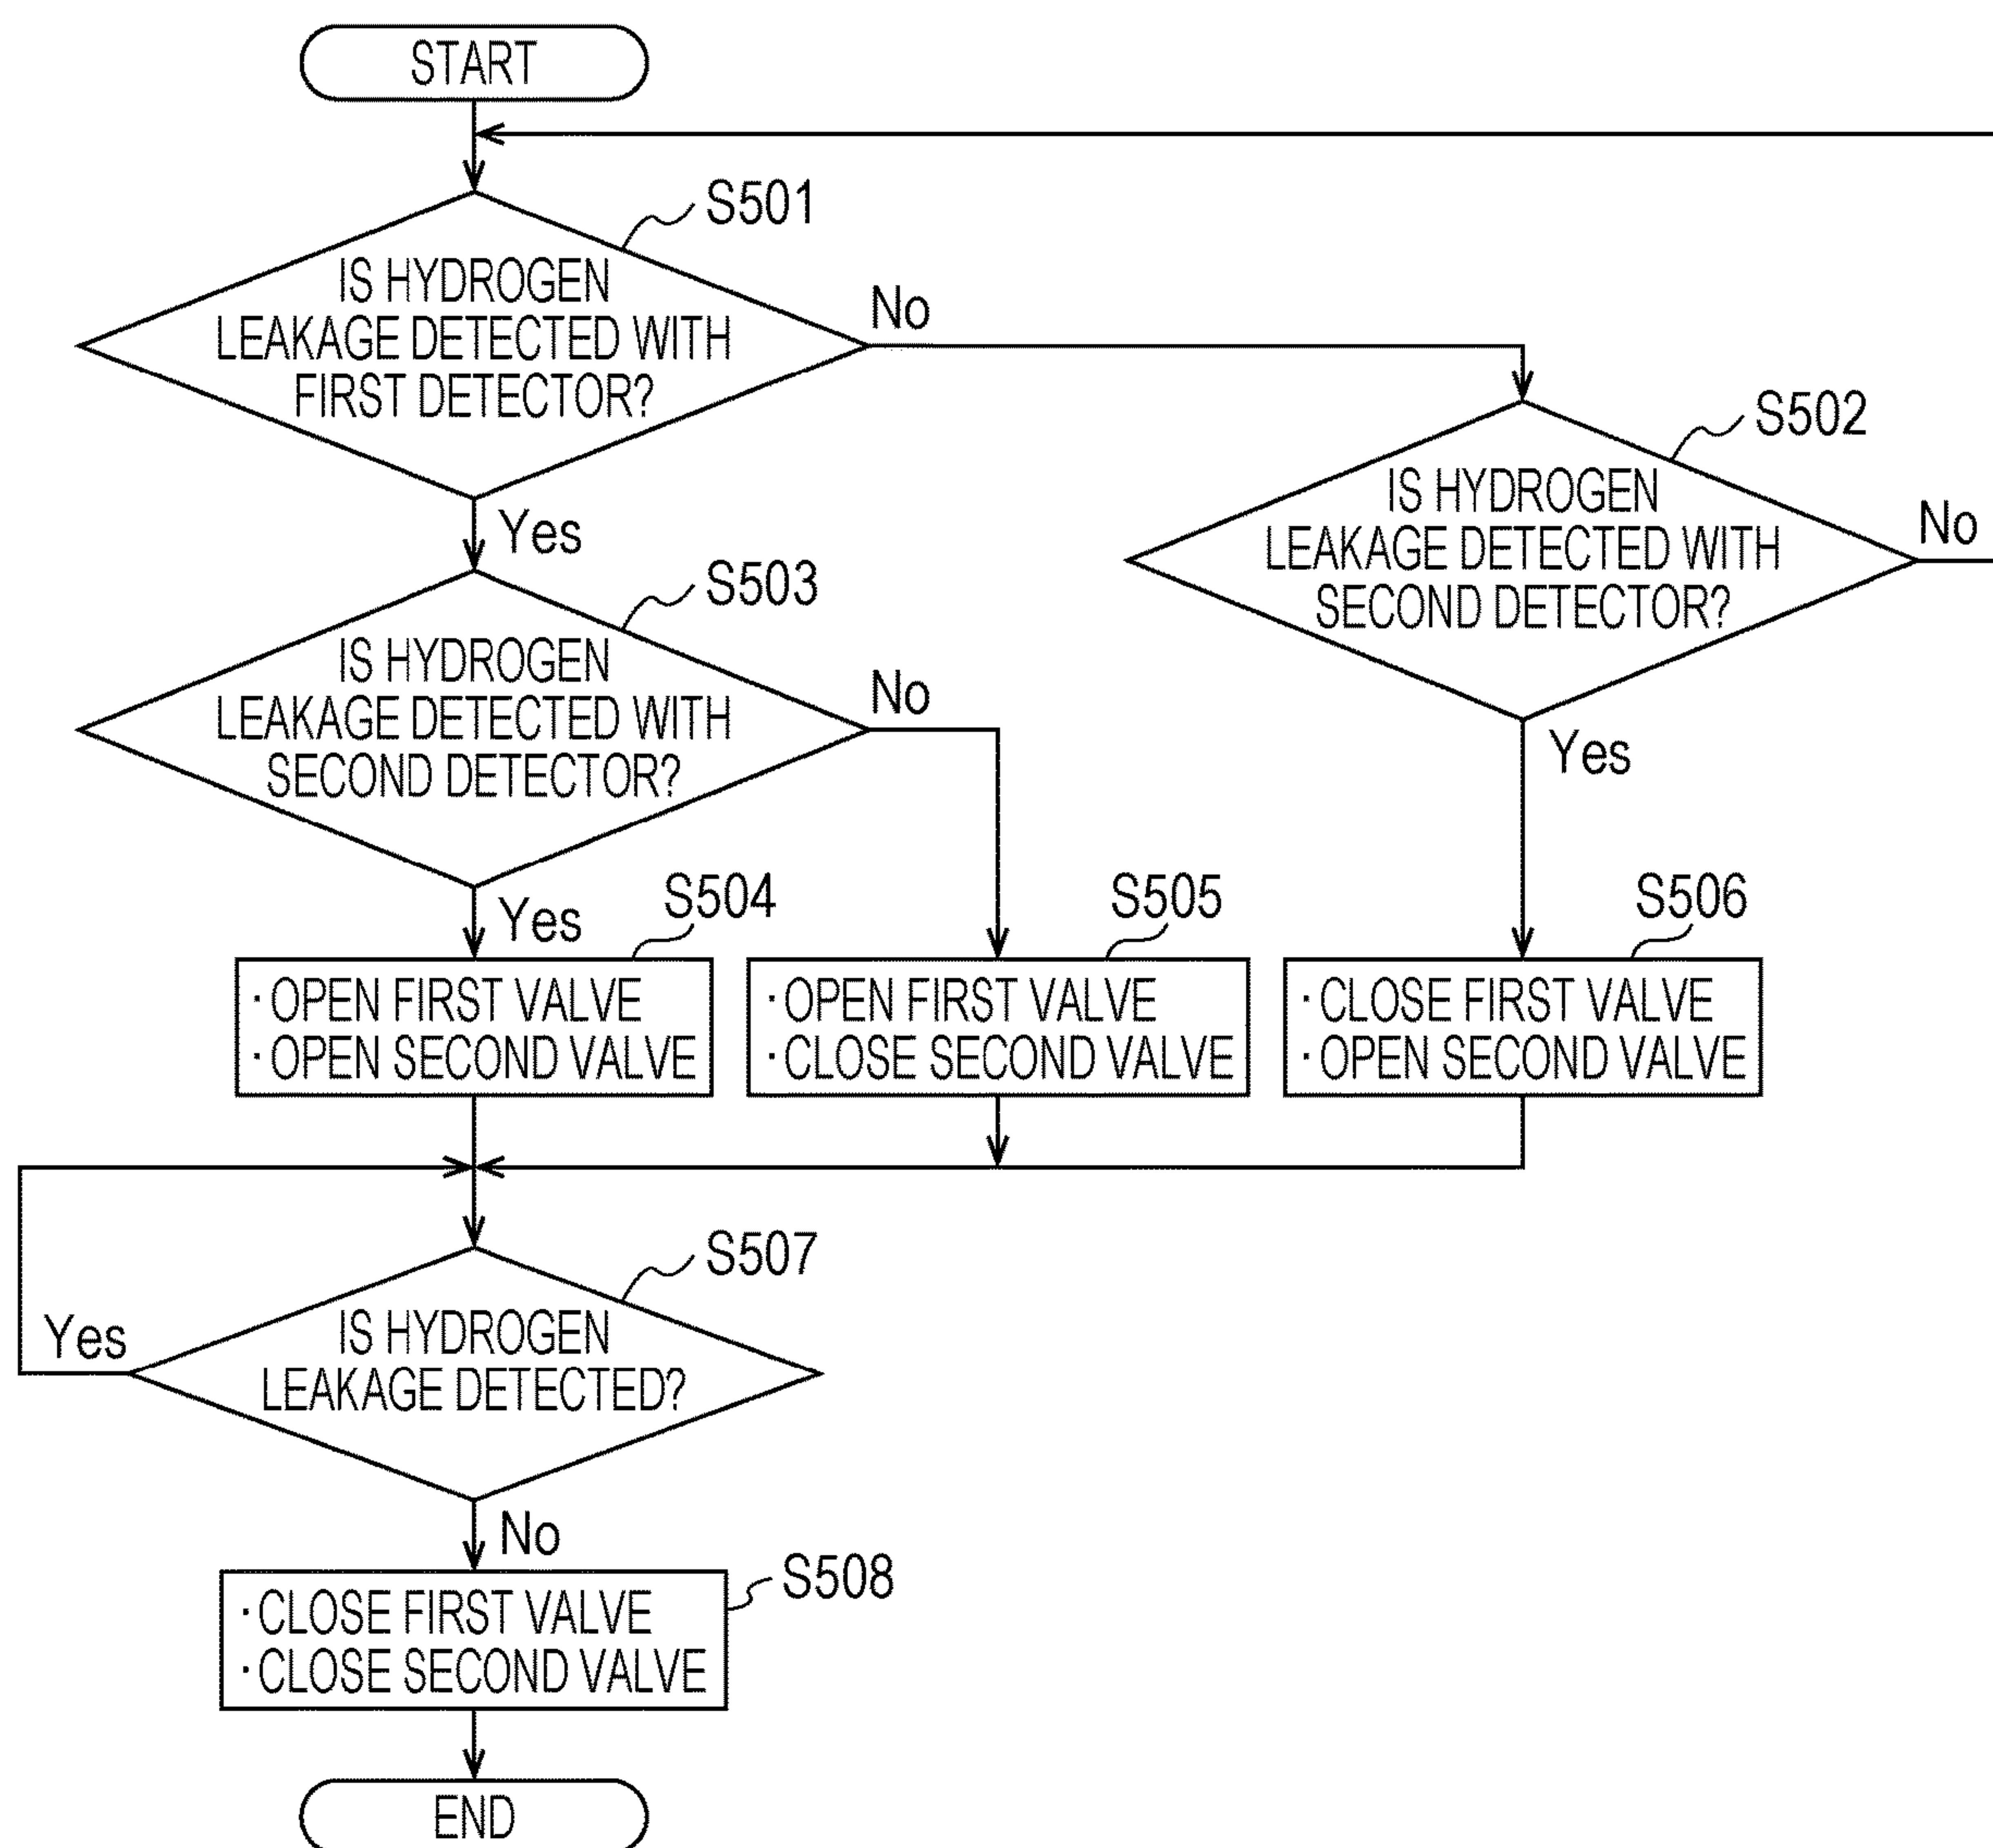 START
S501
IS HYDROGEN
LEAKAGE DETECTED WITH
FIRST DETECTOR?
No
Yes
S502
IS HYDROGEN
LEAKAGE DETECTED WITH
SECOND DETECTOR?
No
Yes
S503
IS HYDROGEN
LEAKAGE DETECTED WITH
SECOND DETECTOR?
No
Yes
S504
· OPEN FIRST VALVE
· OPEN SECOND VALVE
S505
· OPEN FIRST VALVE
· CLOSE SECOND VALVE
S506
· CLOSE FIRST VALVE
· OPEN SECOND VALVE
S507
IS HYDROGEN
LEAKAGE DETECTED?
Yes
No
S508
· CLOSE FIRST VALVE
· CLOSE SECOND VALVE
END